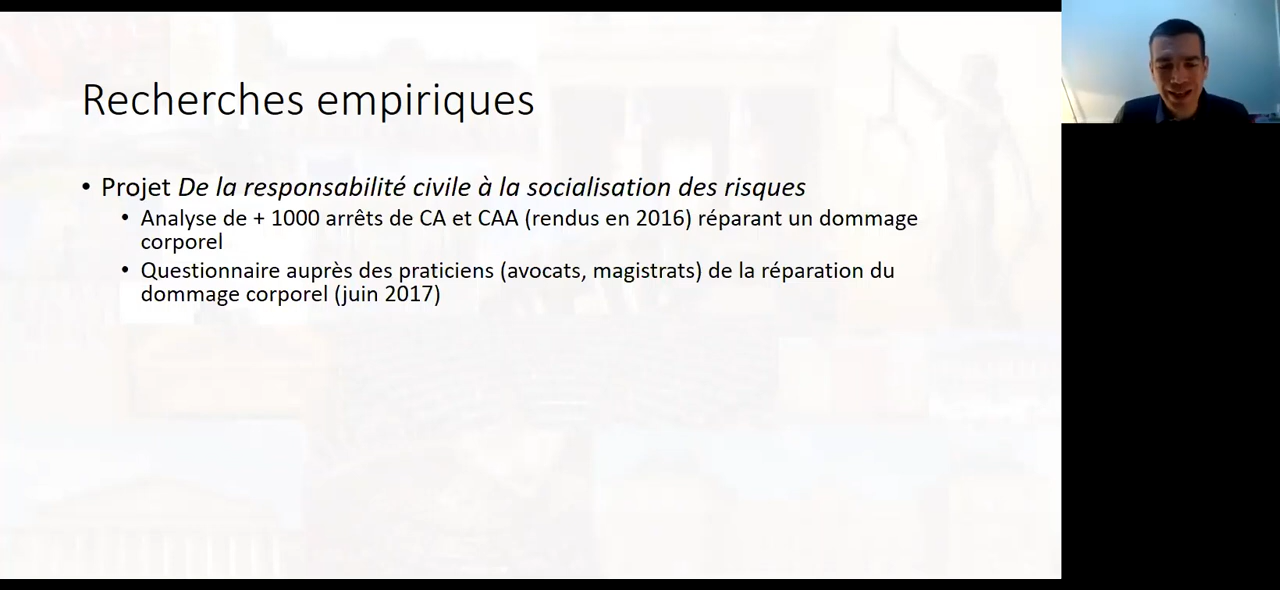 Recherches empiriques
• Projet De la responsabilité civile à la socialisation des risques
• Analyse de + 1000 arrêts de CA et CAA (rendus en 2016) réparant un dommage
corporel
• Questionnaire auprès des praticiens (avocats, magistrats) de la réparation du
dommage corporel (juin 2017)